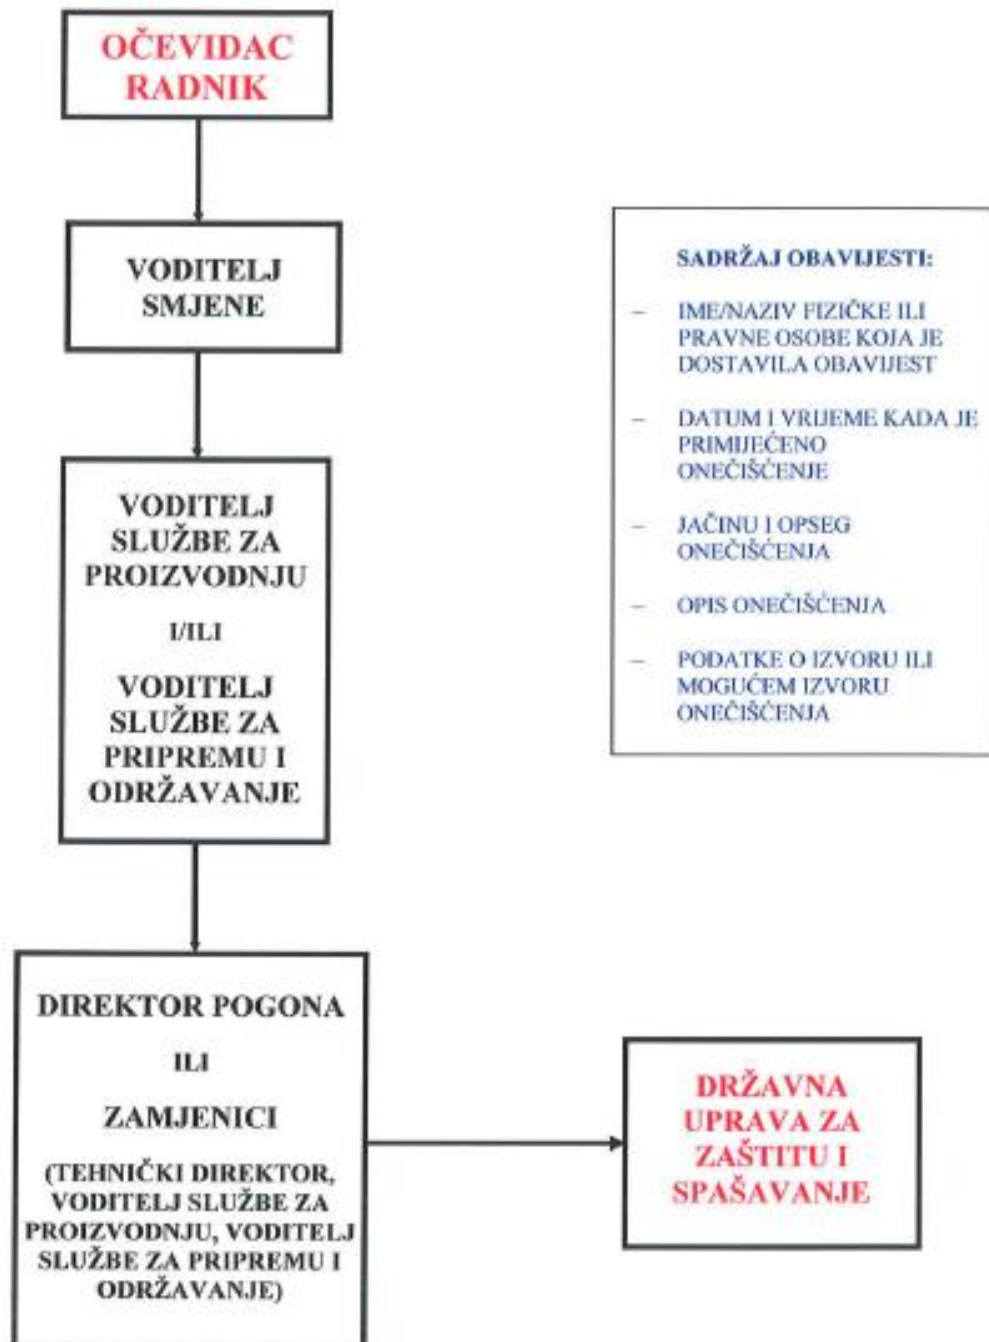 OČEVIDAC
RADNIK
VODITELJ
SMJENE
SADRŽAJ OBAVIJESTI:
– IME/NAZIV FIZIČKE ILI
PRAVNE OSOBE KOJA JE
DOSTAVILA OBAVIJEST
– DATUM I VRIJEME KADA JE
PRIMIJEĆENO
ONEČIŠĆENJE
– JAČINU I OPSEG
ONEČIŠĆENJA
– OPIS ONEČIŠĆENJA
– PODATKE O IZVORU ILI
MOGUĆEM IZVORU
ONEČIŠĆENJA
VODITELJ
SLUŽBE ZA
PROIZVODNJU
I/ILI
VODITELJ
SLUŽBE ZA
PRIPREMU I
ODRŽAVANJE
DIREKTOR POGONA
ILI
ZAMJENICI
(TEHNIČKI DIREKTOR,
VODITELJ SLUŽBE ZA
PROIZVODNJU, VODITELJ
SLUŽBE ZA PRIPREMU I
ODRŽAVANJE)
DRŽAVNA
UPRAVA ZA
ZAŠTITU I
SPAŠAVANJE